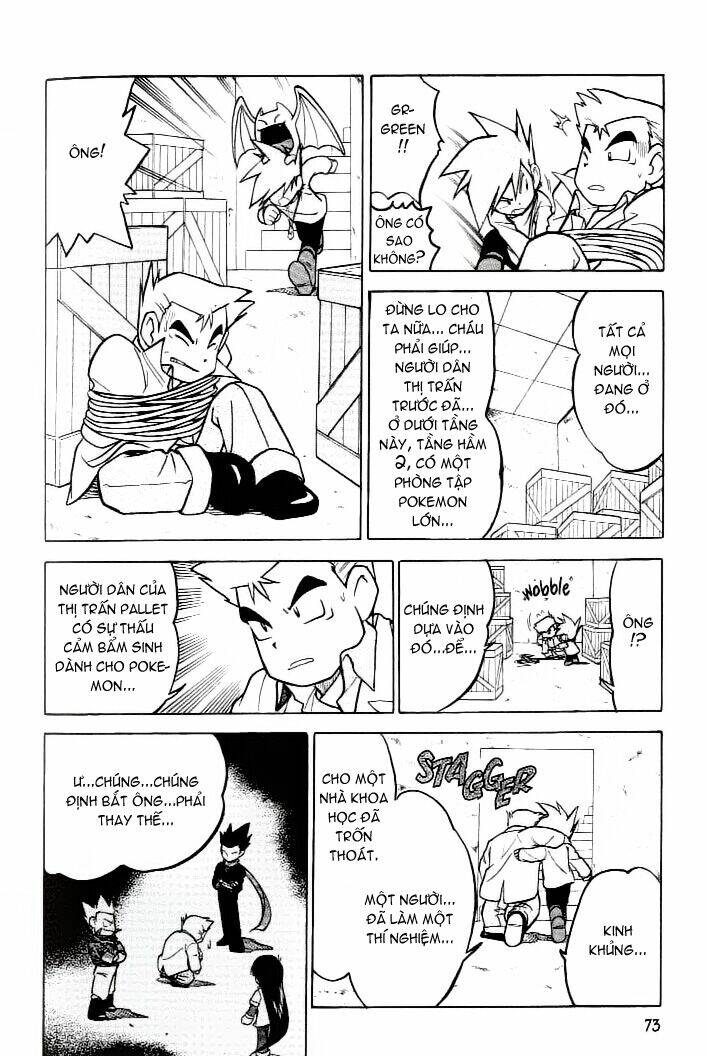 ÔNG!
GR-
GREEN
!!
ÔNG CÓ
SAO
KHÔNG?
ĐỪNG LO CHO
TA NỮA... CHÁU
PHẢI GIÚP...
NGƯỜI DÂN
THỊ TRẤN
TRƯỚC ĐÃ...
Ở DƯỚI TẦNG
NÀY, TẦNG HẦM
2, CÓ MỘT
PHÒNG TẬP
POKEMON
LỚN...
TẤT CẢ
MỌI
NGƯỜI...
ĐANG Ở
ĐÓ...
NGƯỜI DÂN CỦA
THỊ TRẤN PALLET
CÓ SỰ THẤU
CẢM BẨM SINH
DÀNH CHO POKE-
MON...
CHÚNG ĐỊNH
DỰA VÀO
ĐÓ...ĐỂ...
WOBBLE
ÔNG
!?
Ư...CHÚNG...CHÚNG
ĐỊNH BẮT ÔNG...PHẢI
THAY THẾ...
CHO MỘT
NHÀ KHOA
HỌC ĐÃ
TRỐN
THOÁT.
MỘT NGƯỜI...
ĐÃ LÀM MỘT
THÍ NGHIỆM...
STAGGER
KINH
KHỦNG...
73